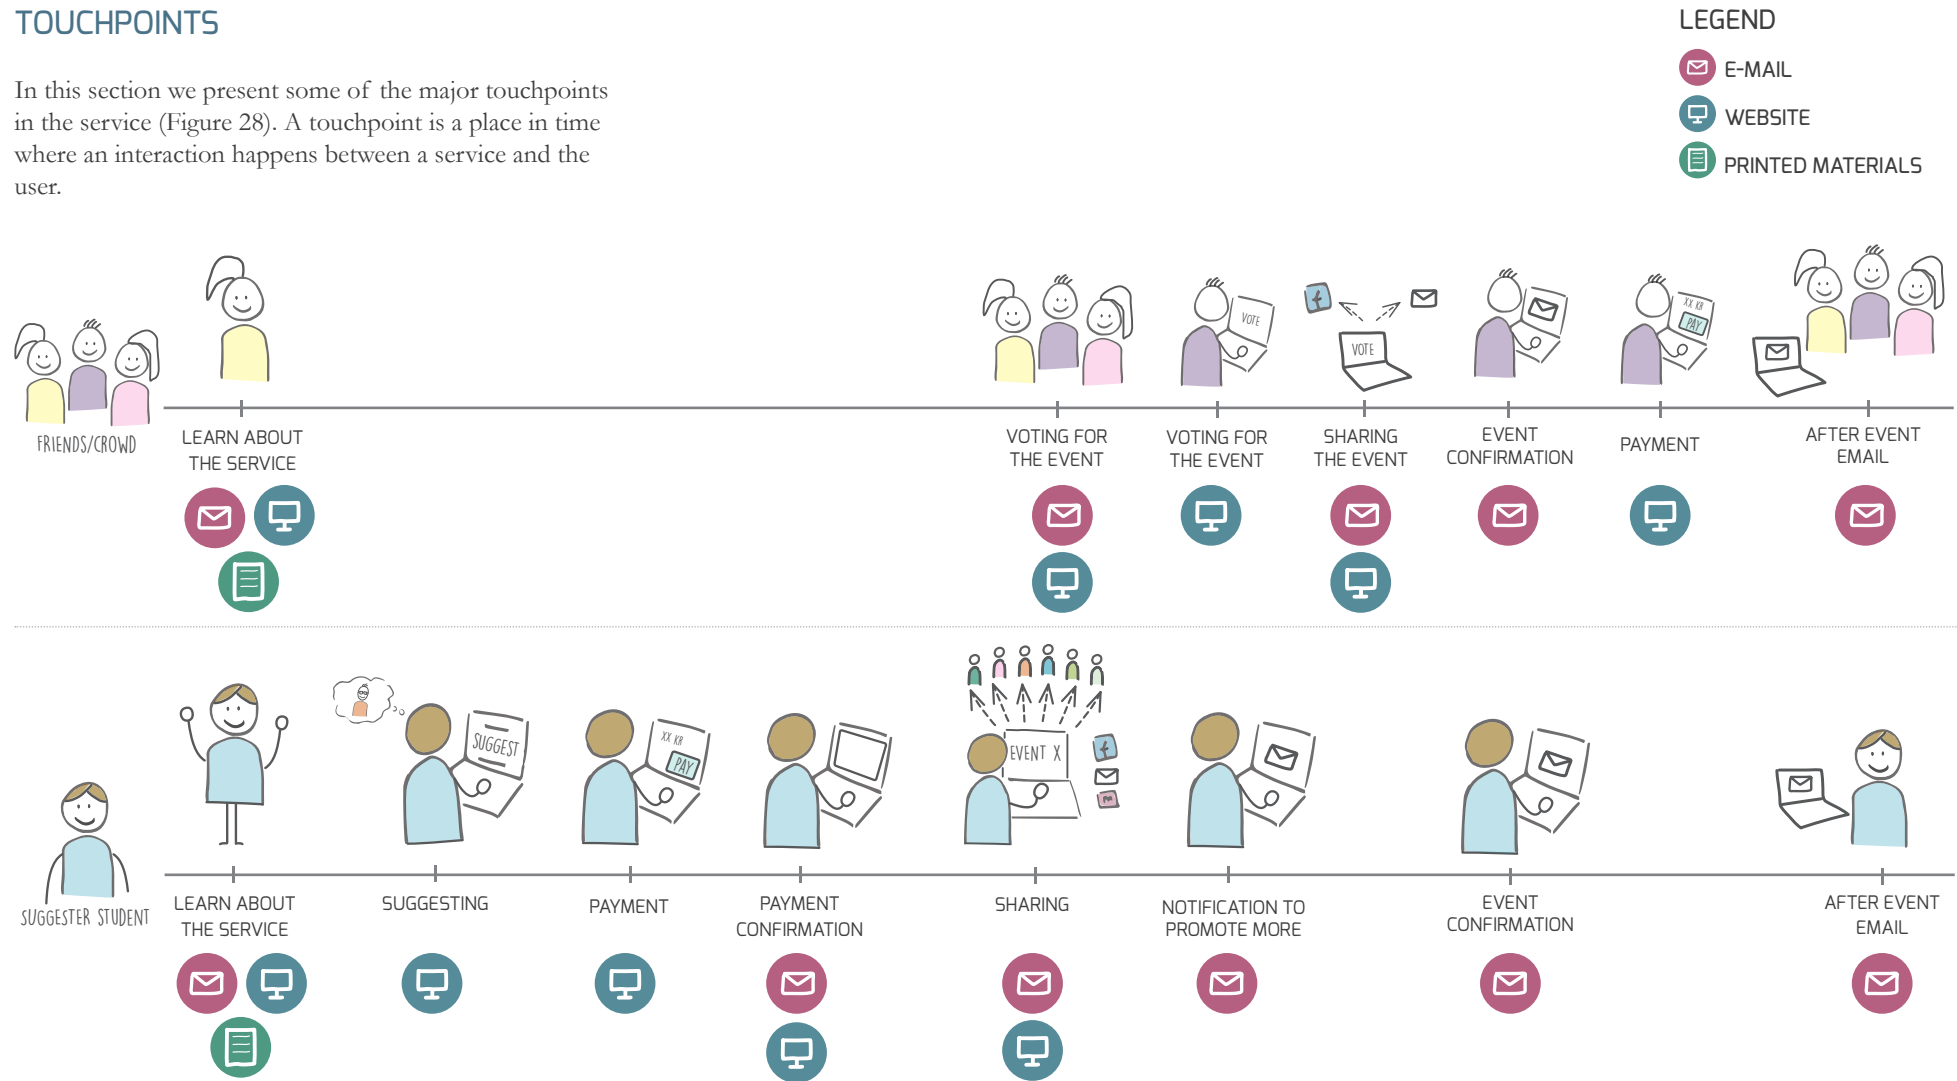 TOUCHPOINTS
In this section we present some of the major touchpoints
in the service (Figure 28). A touchpoint is a place in time
where an interaction happens between a service and the
user.
LEGEND
E-MAIL
WEBSITE
PRINTED MATERIALS
VOTE
VOTE
XX KR
PAY
FRIENDS/CROWD
LEARN ABOUT
THE SERVICE
VOTING FOR
THE EVENT
VOTING FOR
THE EVENT
SHARING
THE EVENT
EVENT
CONFIRMATION
PAYMENT
AFTER EVENT
EMAIL
SUGGEST
XX KR
PAY
EVENT X
SUGGESTER STUDENT
LEARN ABOUT
THE SERVICE
SUGGESTING
PAYMENT
PAYMENT
CONFIRMATION
SHARING
NOTIFICATION TO
PROMOTE MORE
EVENT
CONFIRMATION
AFTER EVENT
EMAIL